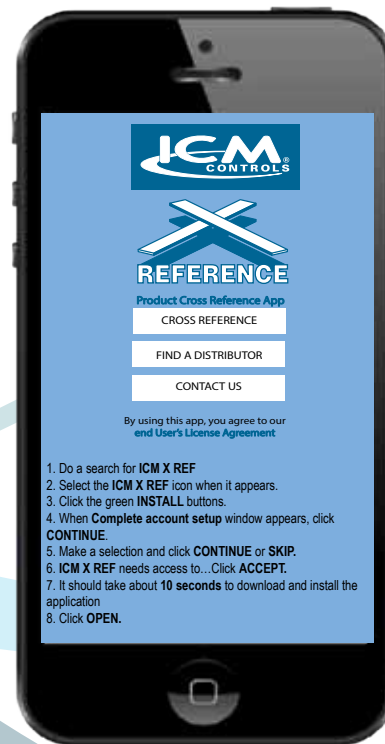 ICM®
CONTROLS
X
REFERENCE
Product Cross Reference App
CROSS REFERENCE
FIND A DISTRIBUTOR
CONTACT US
By using this app, you agree to our
end User's License Agreement
1. Do a search for ICM X REF
2. Select the ICM X REF icon when it appears.
3. Click the green INSTALL buttons.
4. When Complete account setup window appears, click
CONTINUE.
5. Make a selection and click CONTINUE or SKIP.
6. ICM X REF needs access to…Click ACCEPT.
7. It should take about 10 seconds to download and install the
application
8. Click OPEN.